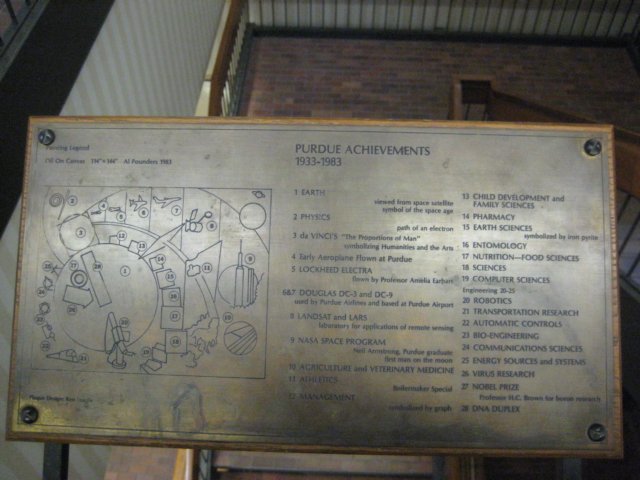 Painting Legend
Oil On Canvas 114"×144" Al Pounders 1983
PURDUE ACHIEVEMENTS
1933-1983
1 EARTH
viewed from space satellite
symbol of the space age
2 PHYSICS
path of an electron
3 da VINCI'S "The Proportions of Man"
symbolizing Humanities and the Arts
4 Early Aeroplane Flown at Purdue
5 LOCKHEED ELECTRA
flown by Professor Amelia Earhart
6&7 DOUGLAS DC-3 and DC-9
used by Purdue Airlines and based at Purdue Airport
8 LANDSAT and LARS
laboratory for applications of remote sensing
9 NASA SPACE PROGRAM
Neil Armstrong, Purdue graduate
first man on the moon
10 AGRICULTURE and VETERINARY MEDICINE
11 ATHLETICS
Boilermaker Special
12 MANAGEMENT
symbolized by graph
13 CHILD DEVELOPMENT and
FAMILY SCIENCES
14 PHARMACY
15 EARTH SCIENCES
symbolized by iron pyrite
16 ENTOMOLOGY
17 NUTRITION—FOOD SCIENCES
18 SCIENCES
19 COMPUTER SCIENCES
Engineering 20-25
20 ROBOTICS
21 TRANSPORTATION RESEARCH
22 AUTOMATIC CONTROLS
23 BIO-ENGINEERING
24 COMMUNICATIONS SCIENCES
25 ENERGY SOURCES and SYSTEMS
26 VIRUS RESEARCH
27 NOBEL PRIZE
Professor H.C. Brown for boron research
28 DNA DUPLEX
Plaque Design: